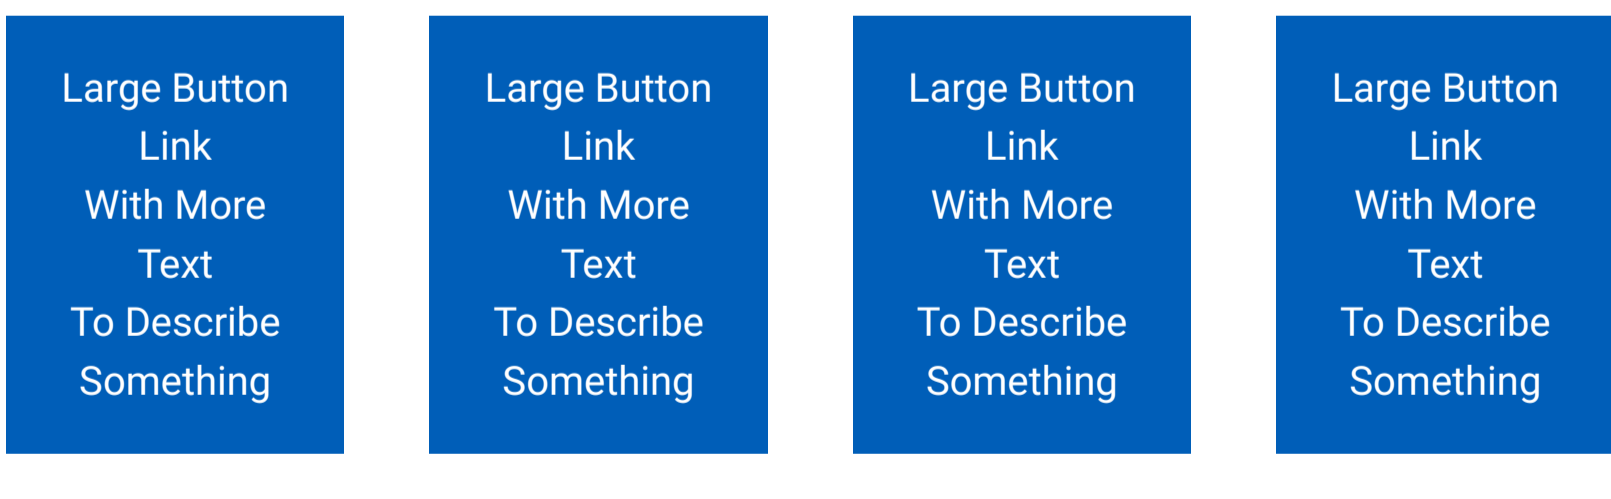 Large Button
Link
With More
Text
To Describe
Something
Large Button
Link
With More
Text
To Describe
Something
Large Button
Link
With More
Text
To Describe
Something
Large Button
Link
With More
Text
To Describe
Something